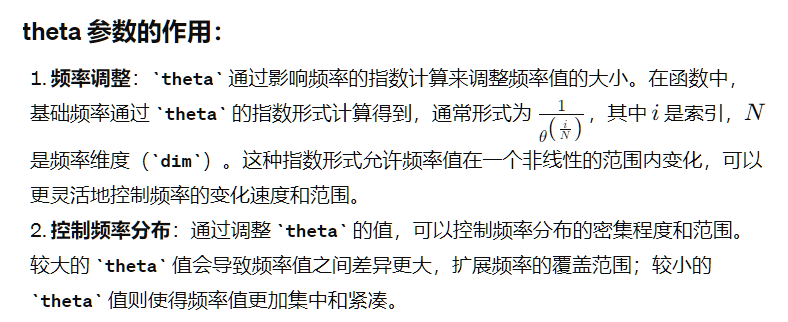 theta 参数的作用：
1. 频率调整：`theta` 通过影响频率的指数计算来调整频率值的大小。在函数中，
基础频率通过 `theta` 的指数形式计算得到，通常形式为 $\frac{1}{\theta^{\left(\frac{i}{N}\right)}}$，其中 $i$ 是索引，$N$
是频率维度（`dim`）。这种指数形式允许频率值在一个非线性的范围内变化，可以
更灵活地控制频率的变化速度和范围。
2. 控制频率分布：通过调整 `theta` 的值，可以控制频率分布的密集程度和范围。
较大的 `theta` 值会导致频率值之间差异更大，扩展频率的覆盖范围；较小的
`theta` 值则使得频率值更加集中和紧凑。